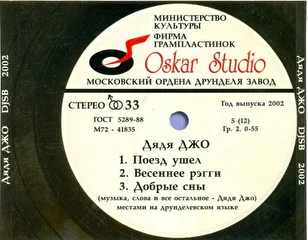 МИНИСТЕРСТВО
КУЛЬТУРЫ
ФИРМА
ГРАМПЛАСТИНОК
Oskar Studio
МОСКОВСКИЙ ОРДЕНА ДРУНДЕЛЯ ЗАВОД
СТЕРЕО 33
Год выпуска 2002
ГОСТ 5289-88
5 (12)
М72 - 41835
Гр. 2. 0-55
Дядя ДЖО
1. Поезд ушел
2. Весеннее рэгги
3. Добрые сны
(музыка, слова и все остальное - Дядя Джо)
местами на друнделевском языке
Дядя ДЖО DJSB 2002
Дядя ДЖО DJSB 2002